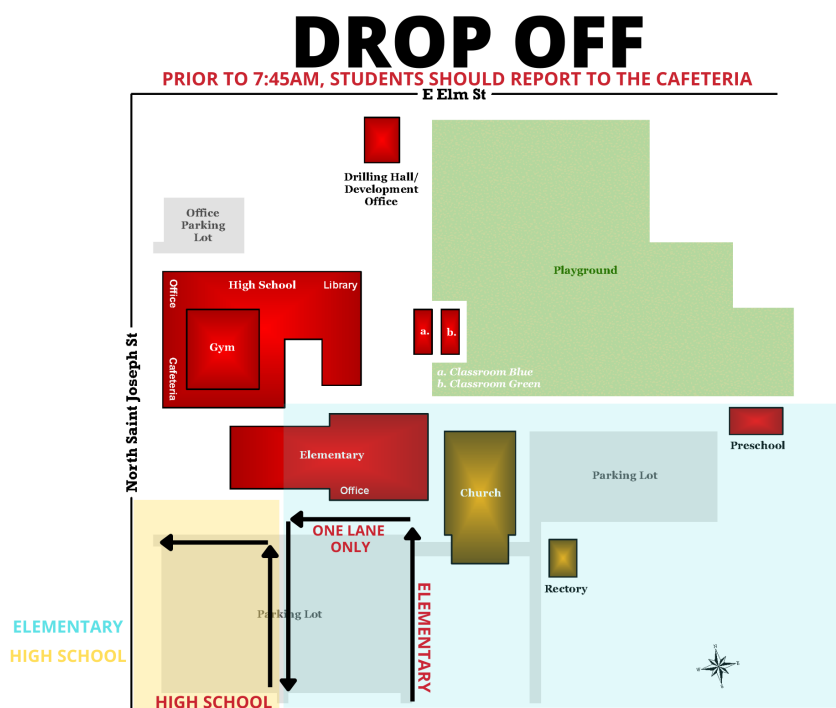 DROP OFF
PRIOR TO 7:45AM, STUDENTS SHOULD REPORT TO THE CAFETERIA
E Elm St
Drilling Hall/
Development
Office
Office
Parking
Lot
Playground
Office
High School
Library
Gym
Cafeteria
a.
b.
a. Classroom Blue
b. Classroom Green
North Saint Joseph St
Preschool
Elementary
Office
Church
Parking Lot
ONE LANE
ONLY
Rectory
Parking Lot
ELEMENTARY
ELEMENTARY
HIGH SCHOOL
HIGH SCHOOL
N
W
E
S